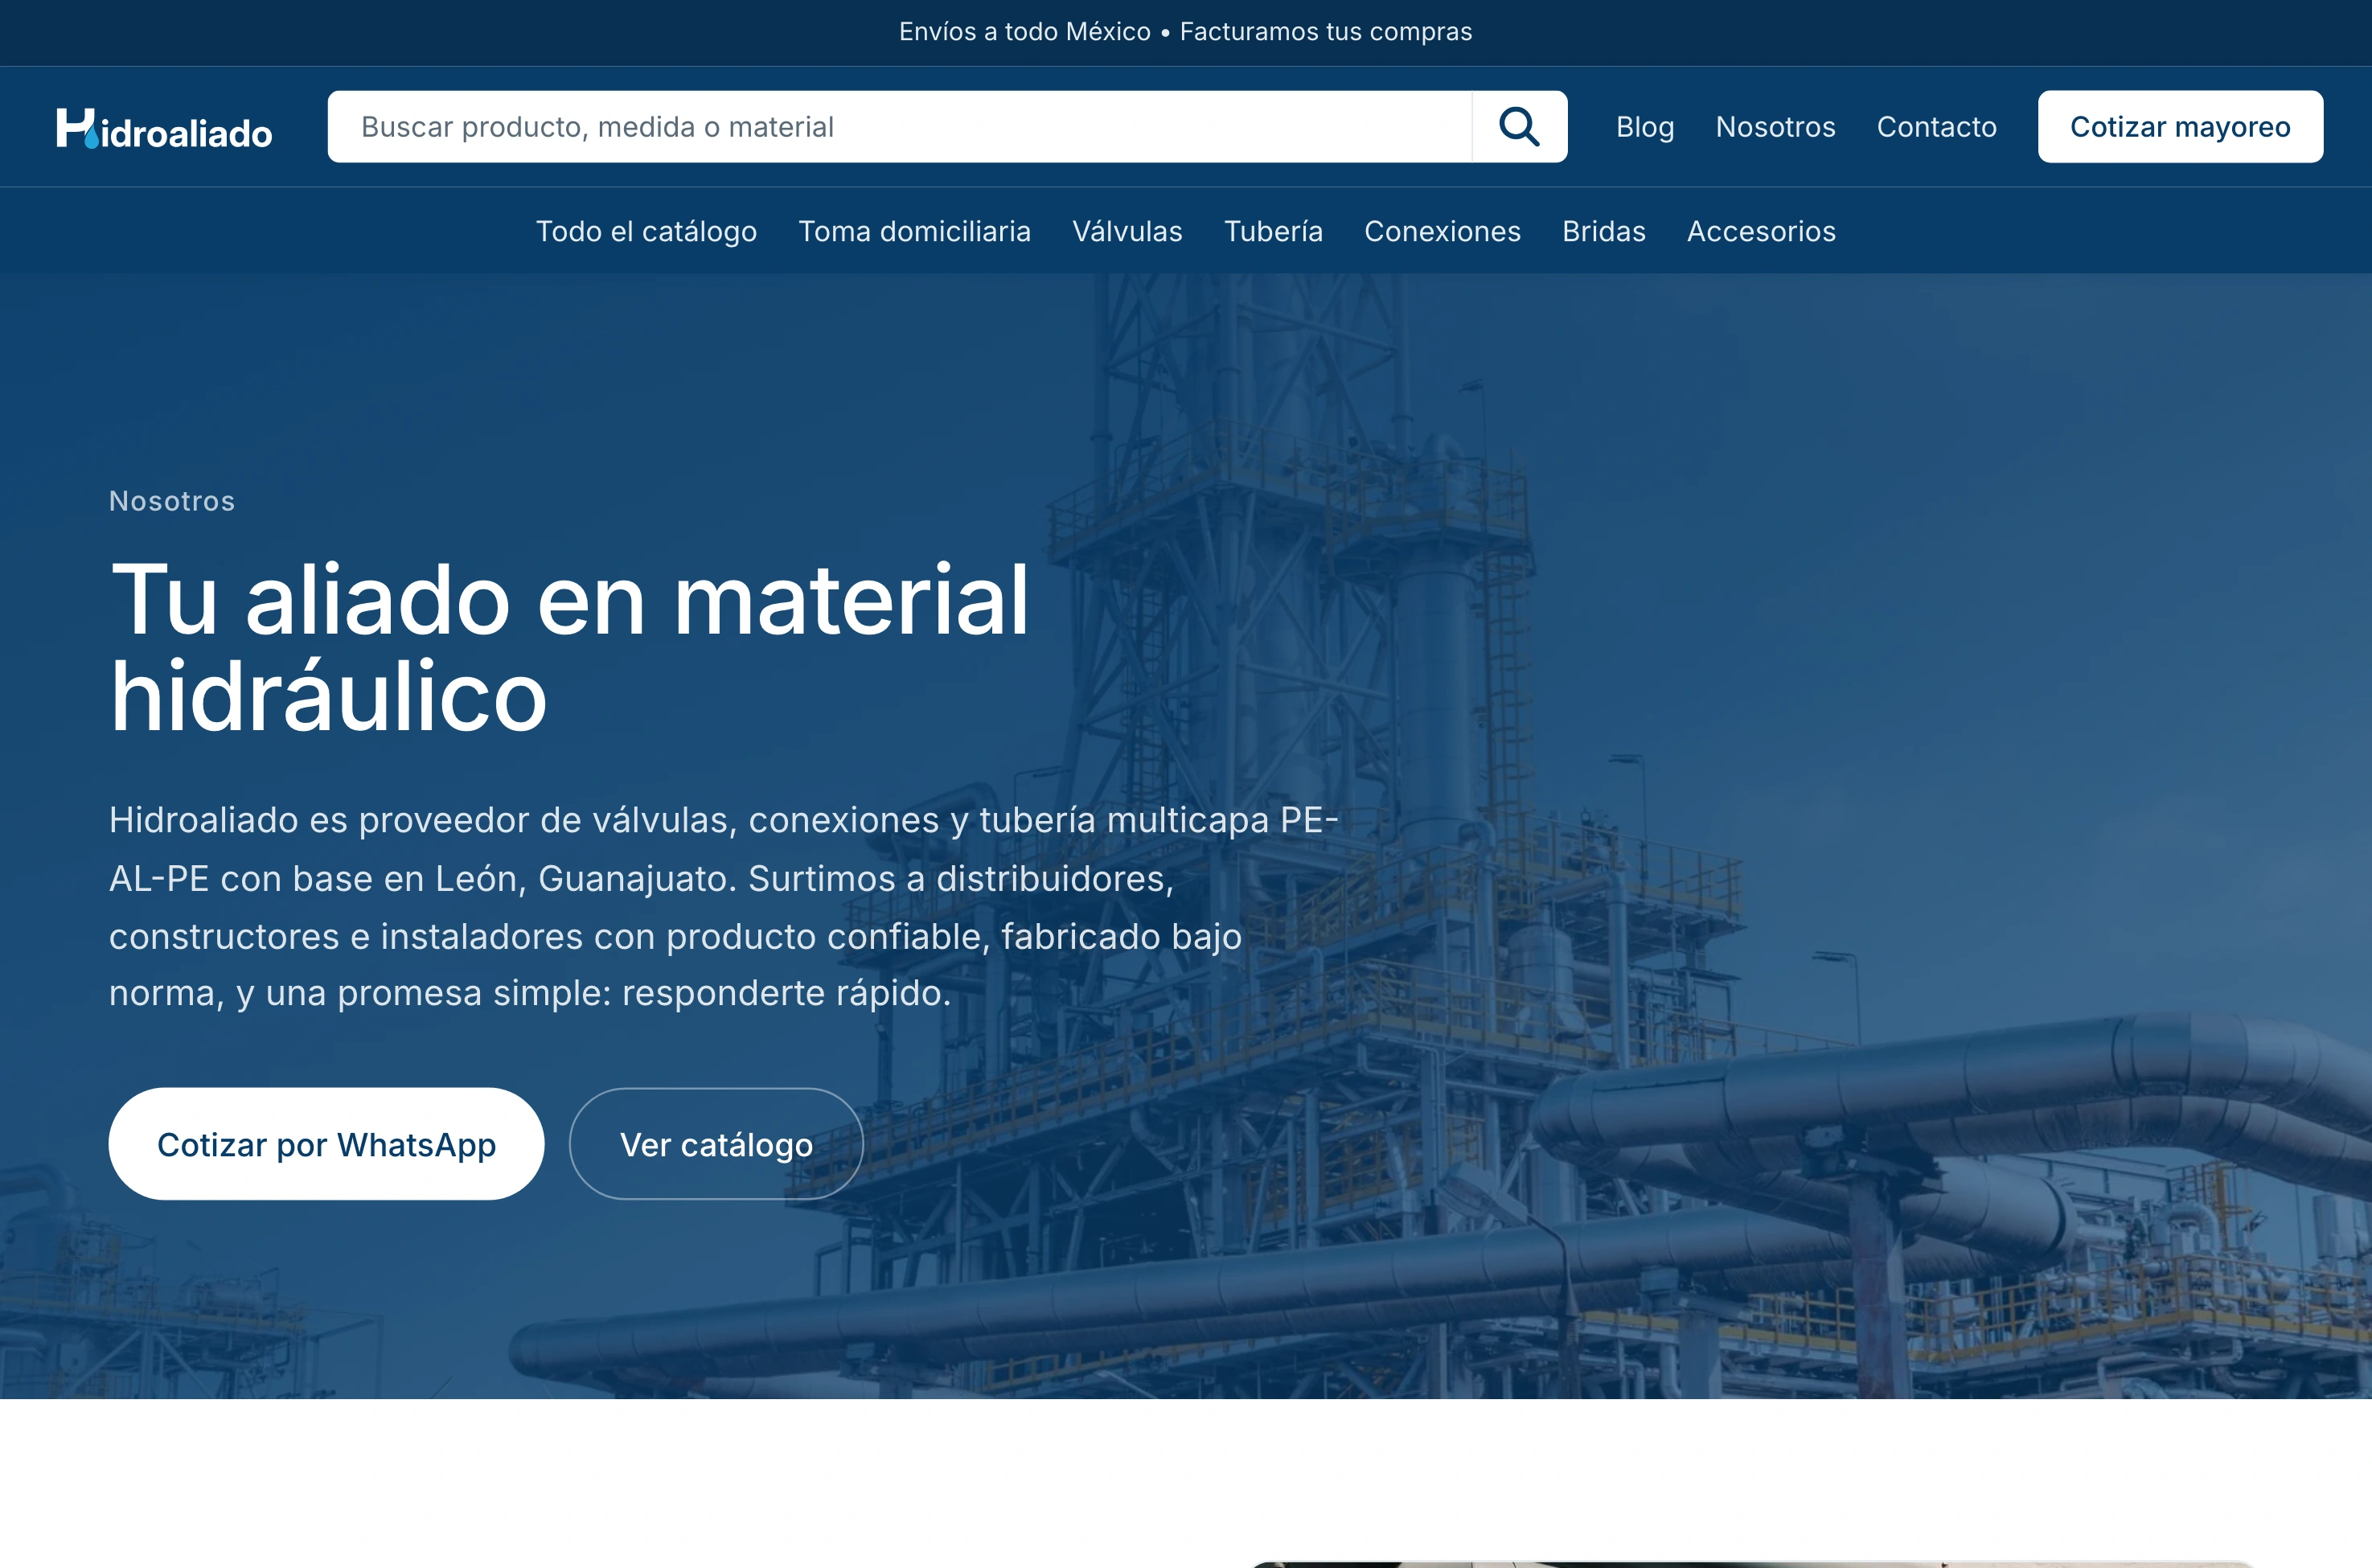 Envíos a todo México • Facturamos tus compras
Hidroaliado
Buscar producto, medida o material
Blog
Nosotros
Contacto
Cotizar mayoreo
Todo el catálogo
Toma domiciliaria
Válvulas
Tubería
Conexiones
Bridas
Accesorios
Nosotros
Tu aliado en material
hidráulico
Hidroaliado es proveedor de válvulas, conexiones y tubería multicapa PE-
AL-PE con base en León, Guanajuato. Surtimos a distribuidores,
constructores e instaladores con producto confiable, fabricado bajo
norma, y una promesa simple: responderte rápido.
Cotizar por WhatsApp
Ver catálogo